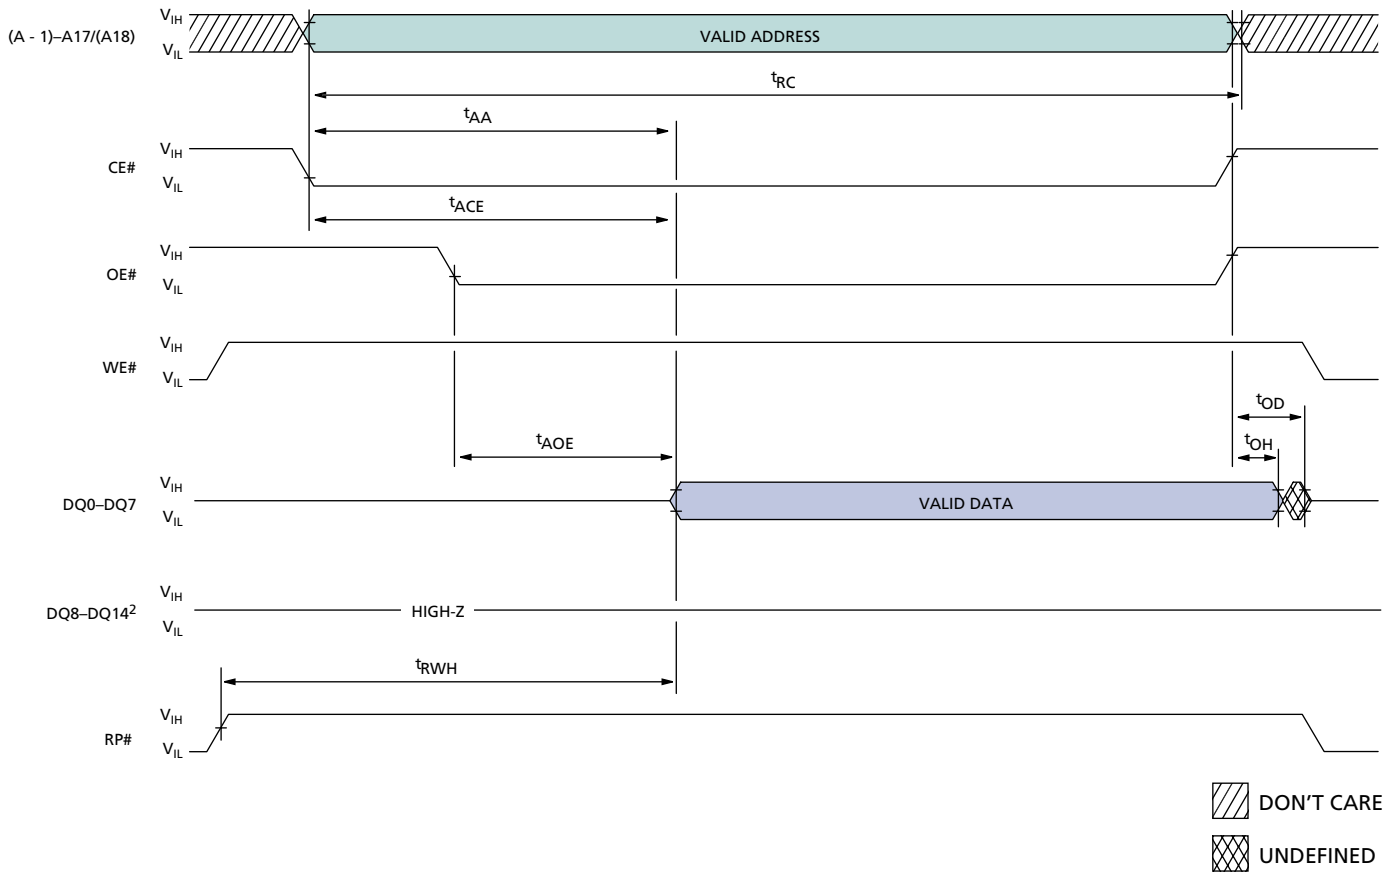 (A - 1)–A17/(A18)
VIH
VIL
VALID ADDRESS
tRC
tAA
CE#
VIH
VIL
tACE
OE#
VIH
VIL
WE#
VIH
VIL
tOD
tAOE
tOH
DQ0–DQ7
VIH
VIL
VALID DATA
DQ8–DQ14²
VIH
VIL
HIGH-Z
tRWH
RP#
VIH
VIL
DON'T CARE
UNDEFINED